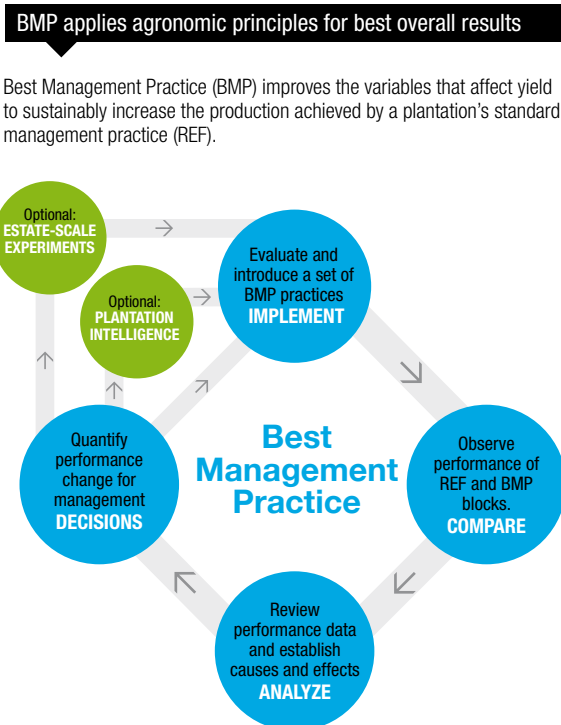 BMP applies agronomic principles for best overall results
Best Management Practice (BMP) improves the variables that affect yield
to sustainably increase the production achieved by a plantation's standard
management practice (REF).
Optional:
ESTATE-SCALE
EXPERIMENTS
Optional:
PLANTATION
INTELLIGENCE
Evaluate and
introduce a set of
BMP practices
IMPLEMENT
Best
Management
Practice
Quantify
performance
change for
management
DECISIONS
Observe
performance of
REF and BMP
blocks.
COMPARE
Review
performance data
and establish
causes and effects
ANALYZE